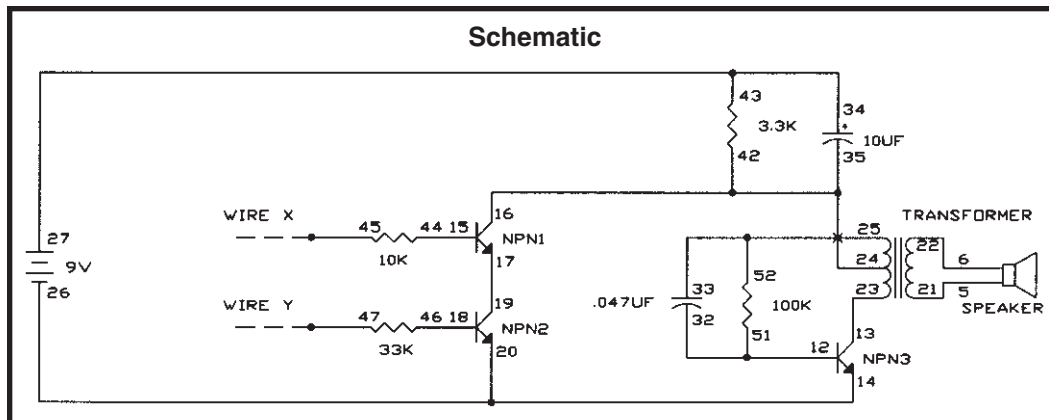 Schematic
43
34
3.3K
10UF
42
35
WIRE X
45
44
15
16
NPN1
10K
17
27
9V
26
WIRE Y
47
46
18
19
NPN2
33K
20
TRANSFORMER
25
22
24
6
33
52
23
21
5
.047UF
100K
SPEAKER
32
51
13
12
NPN3
14